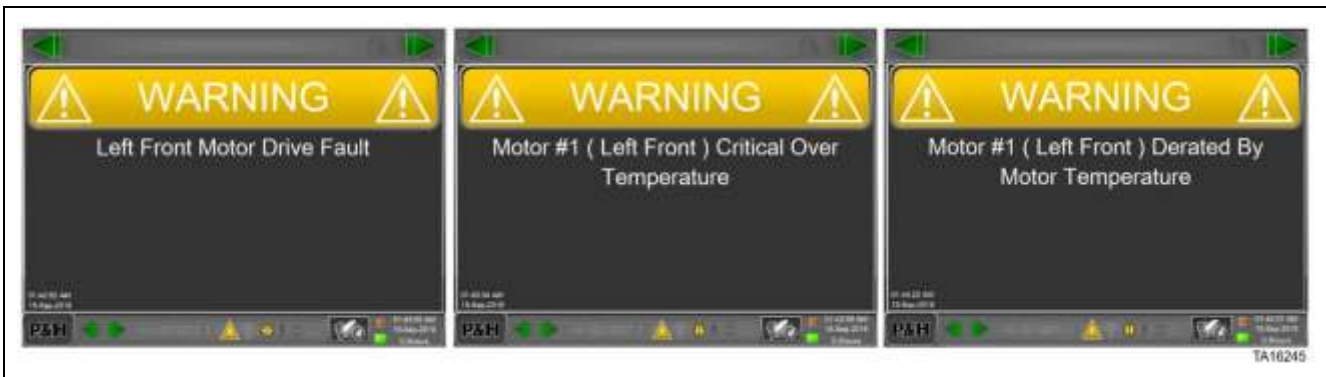 WARNING
Left Front Motor Drive Fault
P&H
WARNING
Motor #1 ( Left Front ) Critical Over
Temperature
P&H
WARNING
Motor #1 ( Left Front ) Derated By
Motor Temperature
P&H
TA16245